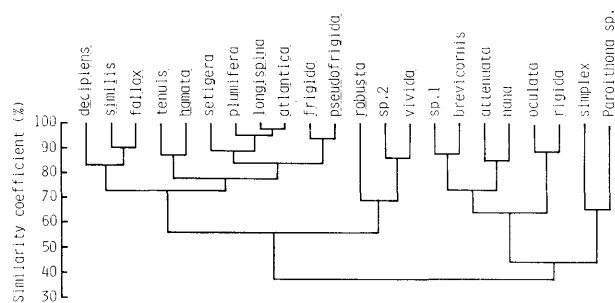 decipiens
similis
fallax
tenuis
hamata
setigera
plumifera
longispina
atlantica
frigida
pseudofrigida
robusta
sp.2
vivida
sp.1
brevicornis
attenuata
nana
oculata
rigida
simplex
Paroithona sp.
Similarity coefficient (%)
100
90
80
70
60
50
40
30